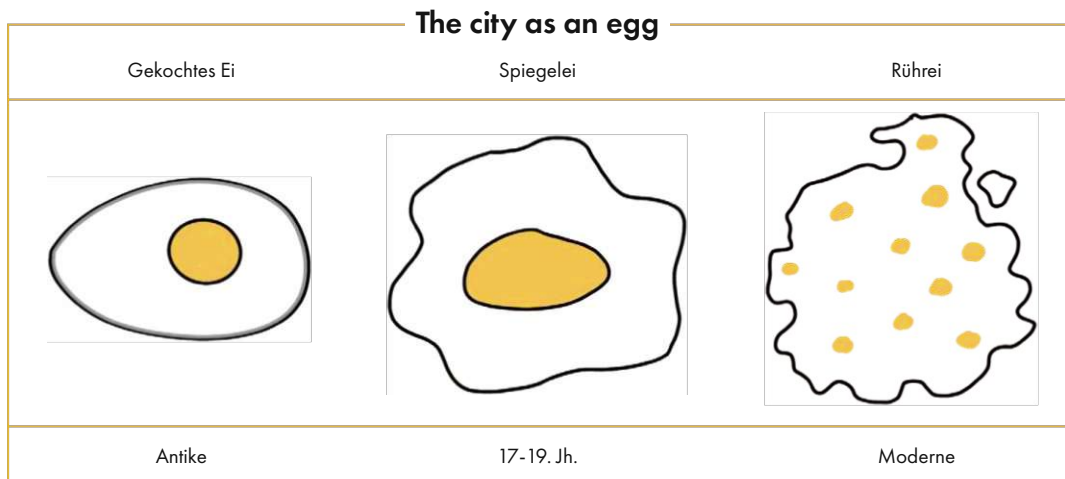 The city as an egg
Gekochtes Ei
Spiegelei
Rührei
Antike
17-19. Jh.
Moderne